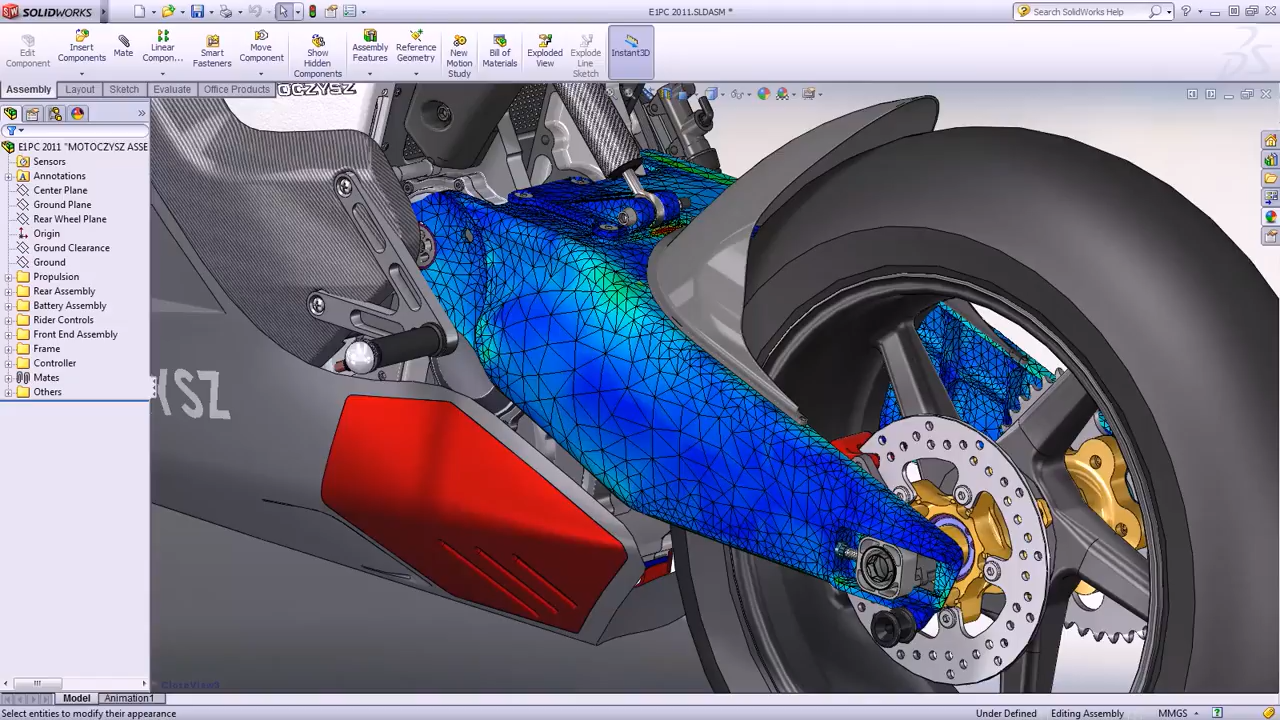 SOLIDWORKS
E1PC 2011.SLDASM *
Search SolidWorks Help
Edit Component
Insert Components
Mate
Linear Compon...
Smart Fasteners
Move Component
Show Hidden Components
Assembly Features
Reference Geometry
New Motion Study
Bill of Materials
Exploded View
Explode Line Sketch
Instant3D
Assembly
Layout
Sketch
Evaluate
Office Products
OCZYSZ
E1PC 2011 "MOTOCZYSZ ASSE
Sensors
Annotations
Center Plane
Ground Plane
Rear Wheel Plane
Origin
Ground Clearance
Ground
Propulsion
Rear Assembly
Battery Assembly
Rider Controls
Front End Assembly
Frame
Controller
Mates
Others
YSZ
Model
Animation1
Select entities to modify their appearance
Under Defined
Editing Assembly
MMGS